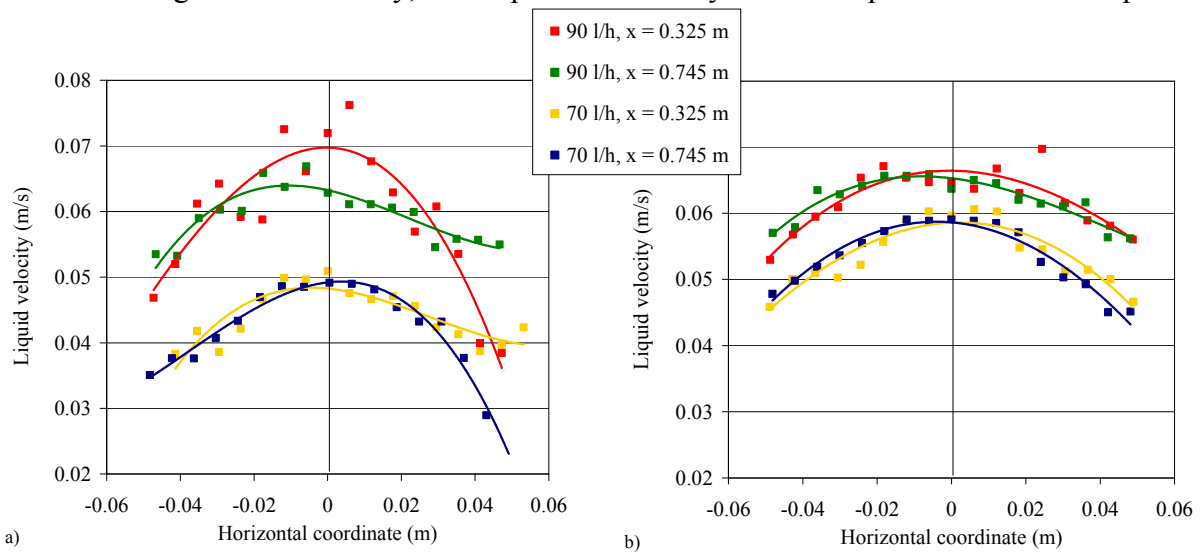 90 l/h, x = 0.325 m
90 l/h, x = 0.745 m
70 l/h, x = 0.325 m
70 l/h, x = 0.745 m
0.08
0.07
0.06
0.05
0.04
0.03
0.02
Liquid velocity (m/s)
-0.06 -0.04 -0.02 0 0.02 0.04 0.06
Horizontal coordinate (m)
a)
0.06
0.05
0.04
0.03
0.02
Liquid velocity (m/s)
-0.06 -0.04 -0.02 0 0.02 0.04 0.06
Horizontal coordinate (m)
b)